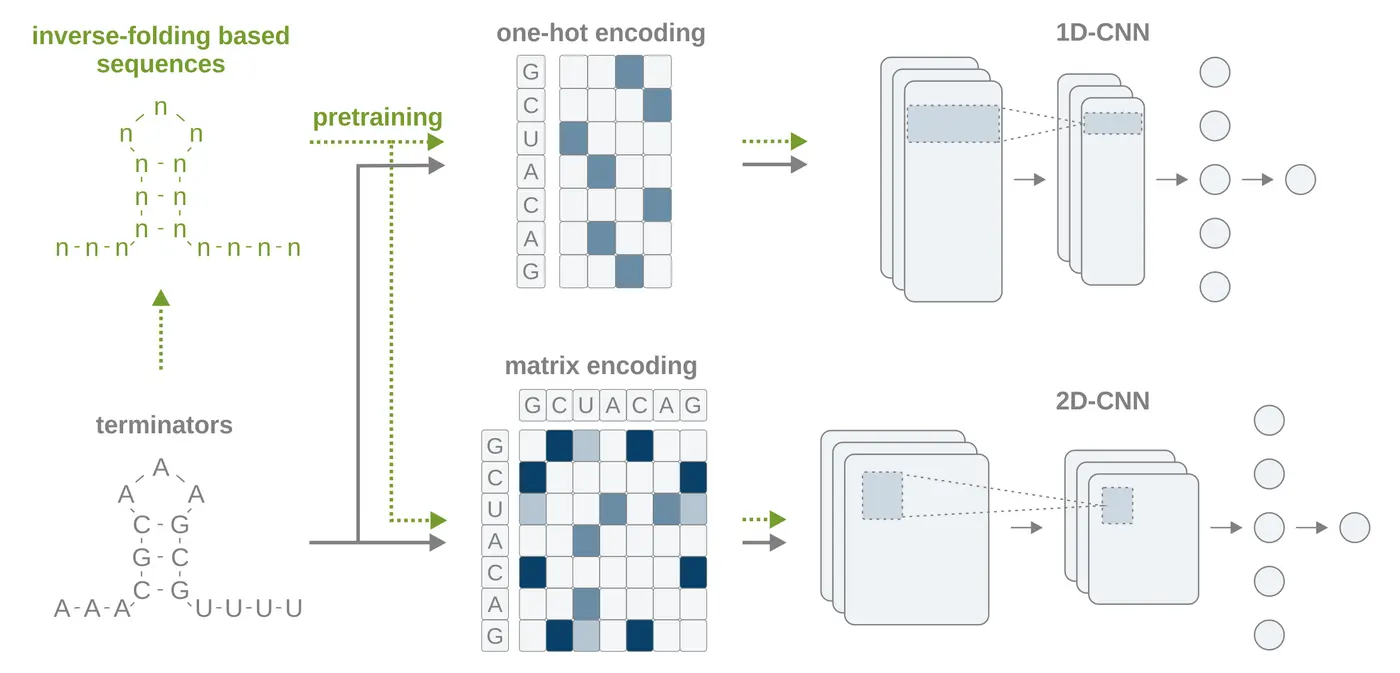 inverse-folding based
sequences
n
n n
n - n
n - n
n - n
n - n - n n - n - n - n
pretraining
terminators
A
A A
C - G
G - C
C - G
A - A - A U - U - U - U
one-hot encoding
G
C
U
A
C
A
G
matrix encoding
G C U A C A G
G
C
U
A
C
A
G
1D-CNN
2D-CNN